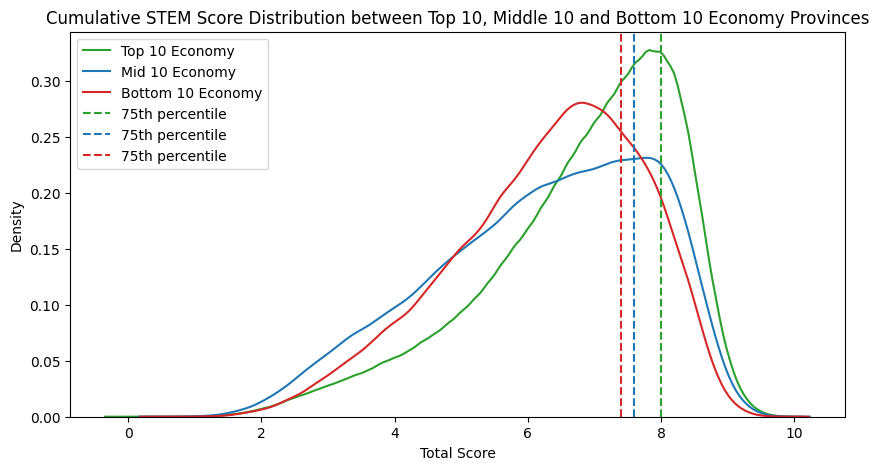 Cumulative STEM Score Distribution between Top 10, Middle 10 and Bottom 10 Economy Provinces
Top 10 Economy
Mid 10 Economy
Bottom 10 Economy
75th percentile
75th percentile
75th percentile
Density
0.30
0.25
0.20
0.15
0.10
0.05
0.00
0 2 4 6 8 10
Total Score